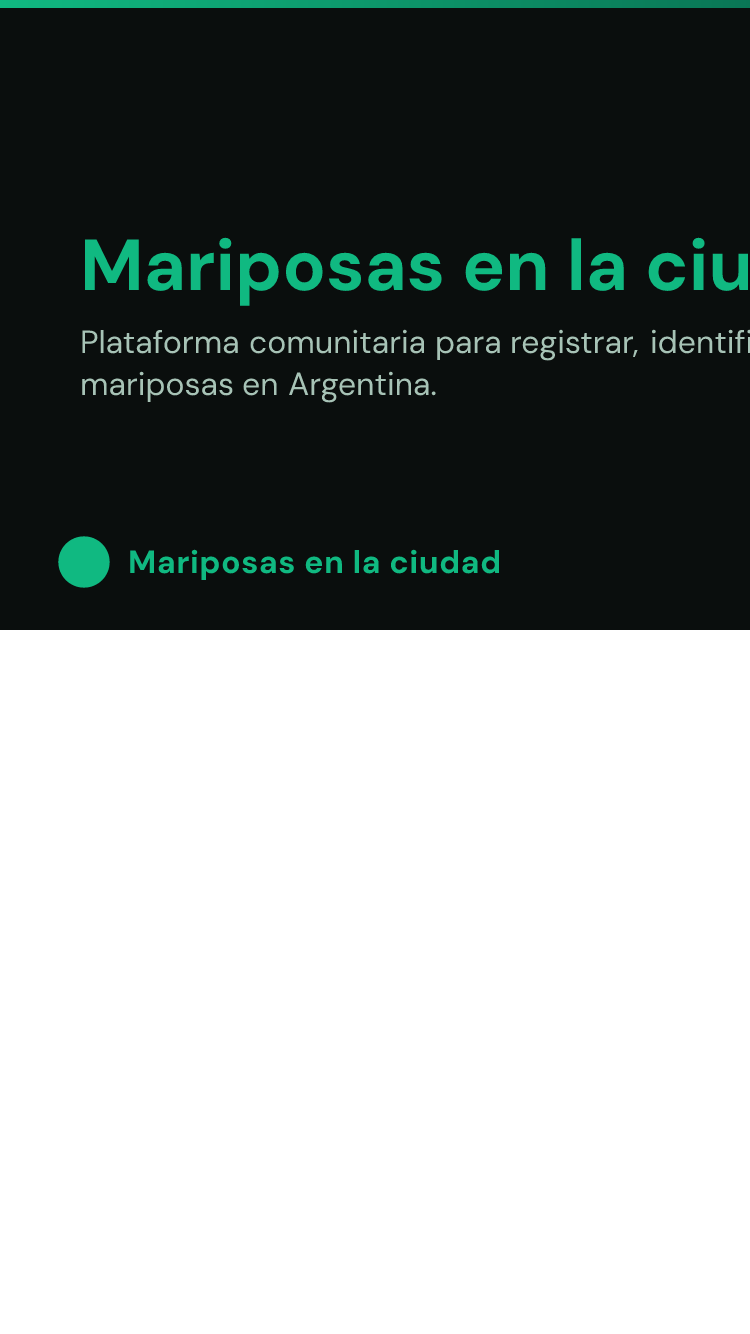 Mariposas en la ciu
Plataforma comunitaria para registrar, identifi
mariposas en Argentina.
Mariposas en la ciudad